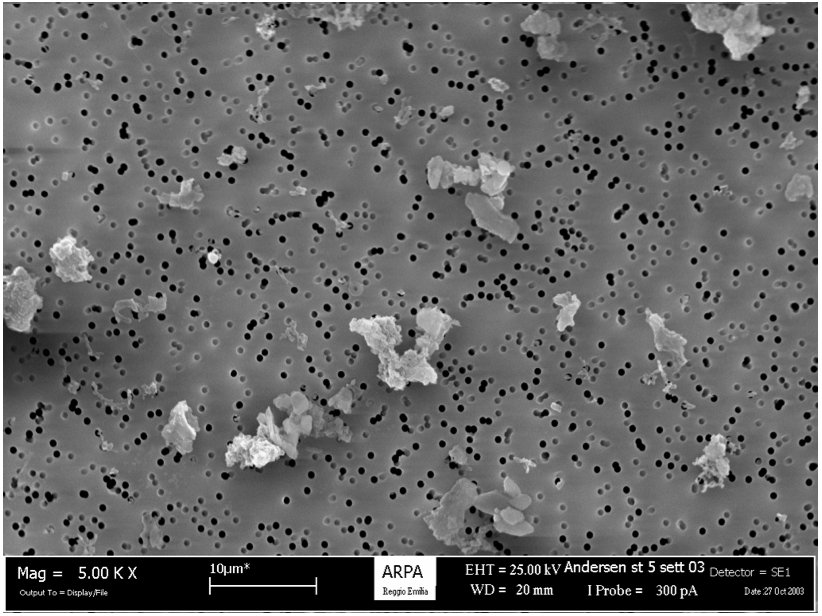 Mag = 5.00 K X
Output To = Display/File
10µm*
ARPA
Reggio Emilia
EHT = 25.00 kV
WD = 20 mm
Andersen st 5 sett 03
I Probe = 300 pA
Detector = SE1
Date :27 Oct 2003